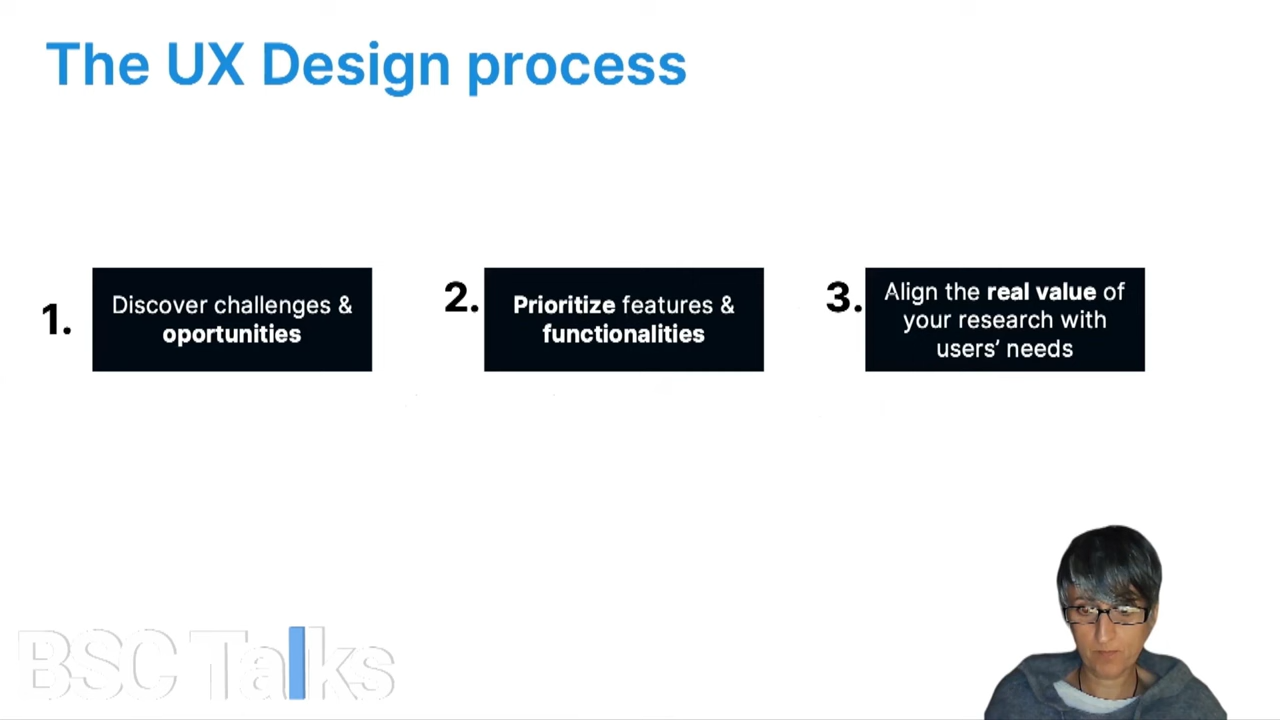 The UX Design process
1.
Discover challenges &
oportunities
2.
Prioritize features &
functionalities
3.
Align the real value of
your research with
users’ needs
BSC Talks